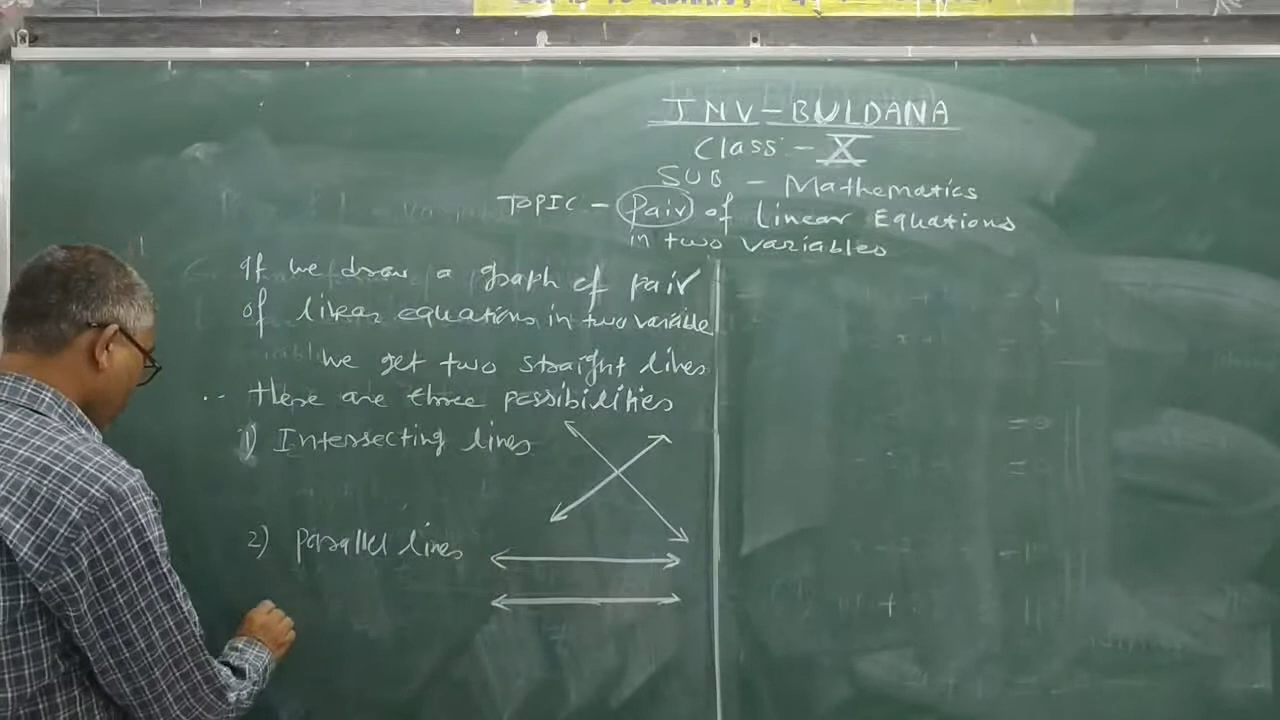 JNV - BULDANA
Class - X
SUB - Mathematics
TOPIC - Pair of Linear Equations
in two variables
If we draw a graph of pair
of linear equations in two variable
we get two straight lines
there are three possibilities
1) Intersecting lines
2) parallel lines